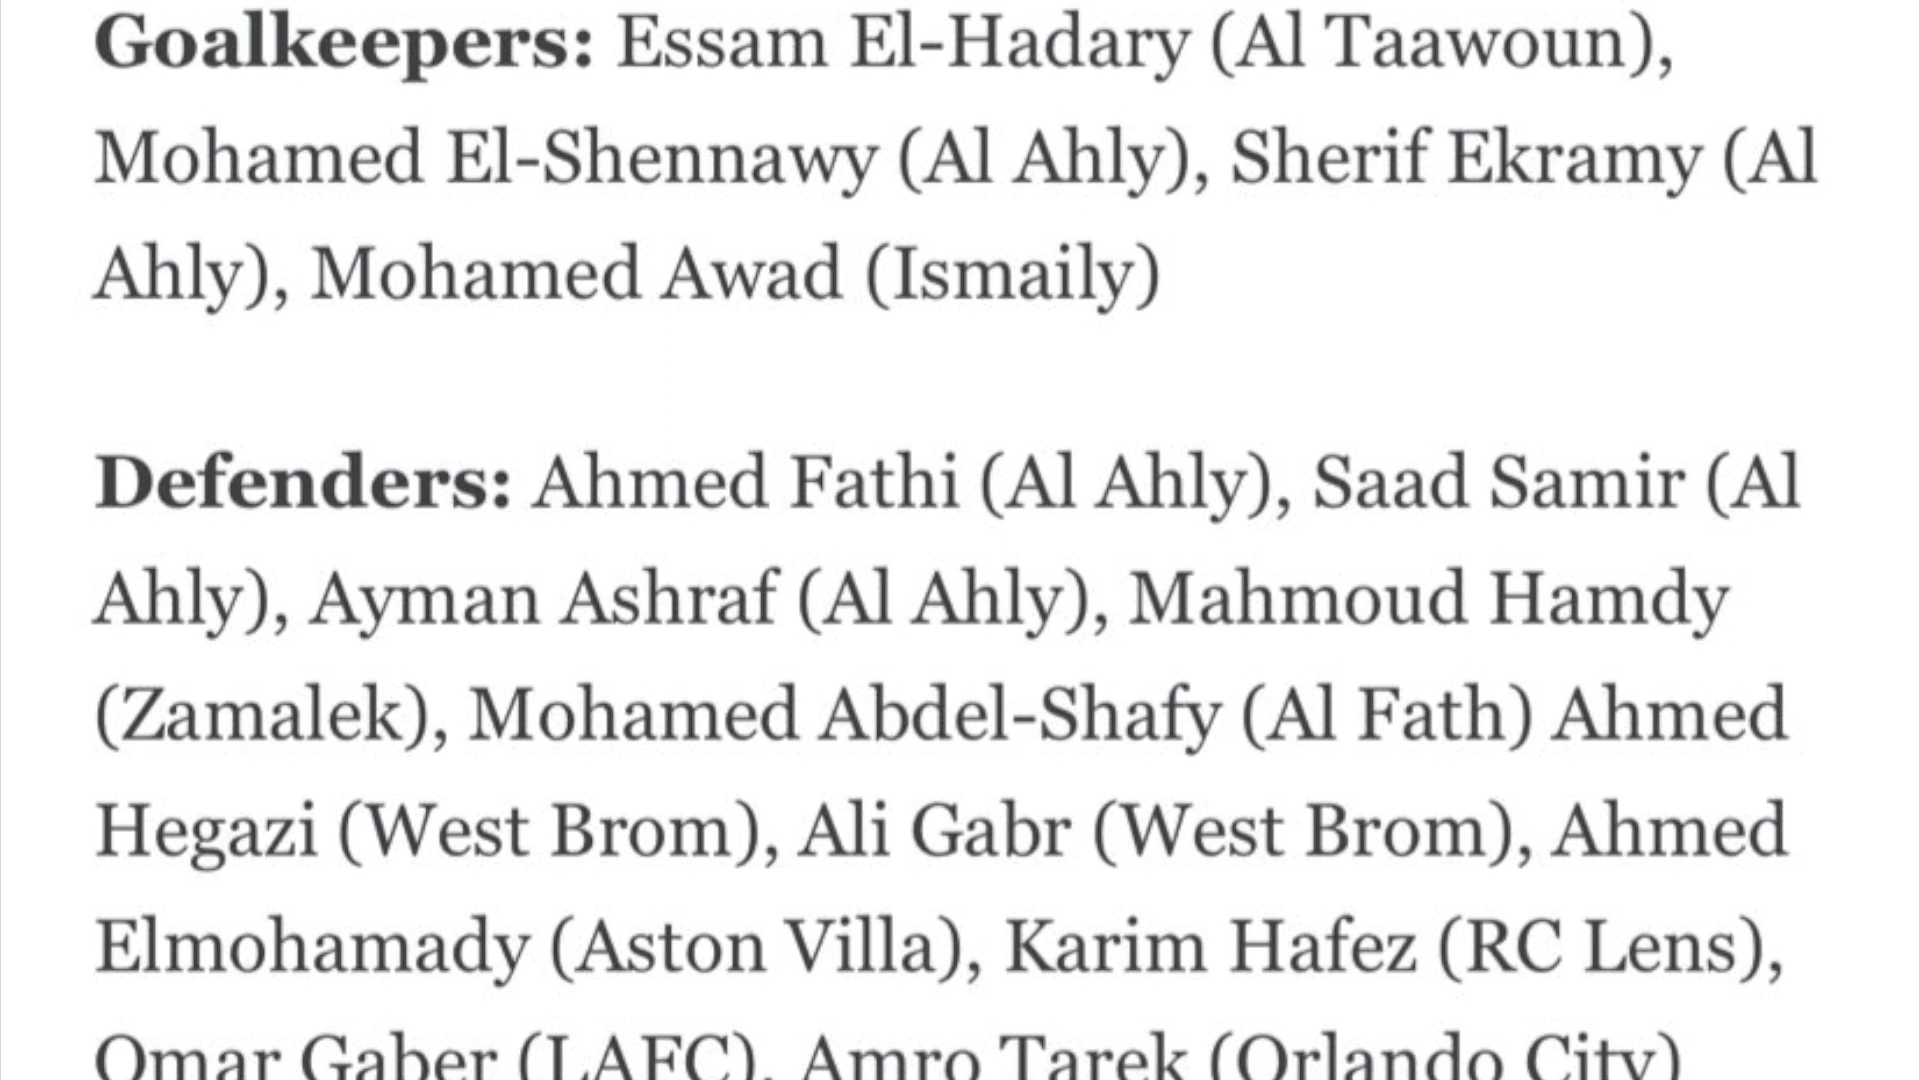 Goalkeepers: Essam El-Hadary (Al Taawoun),
Mohamed El-Shennawy (Al Ahly), Sherif Ekramy (Al
Ahly), Mohamed Awad (Ismaily)
Defenders: Ahmed Fathi (Al Ahly), Saad Samir (Al
Ahly), Ayman Ashraf (Al Ahly), Mahmoud Hamdy
(Zamalek), Mohamed Abdel-Shafy (Al Fath) Ahmed
Hegazi (West Brom), Ali Gabr (West Brom), Ahmed
Elmohamady (Aston Villa), Karim Hafez (RC Lens),
Omar Gaber (LAFC), Amro Tarek (Orlando City)